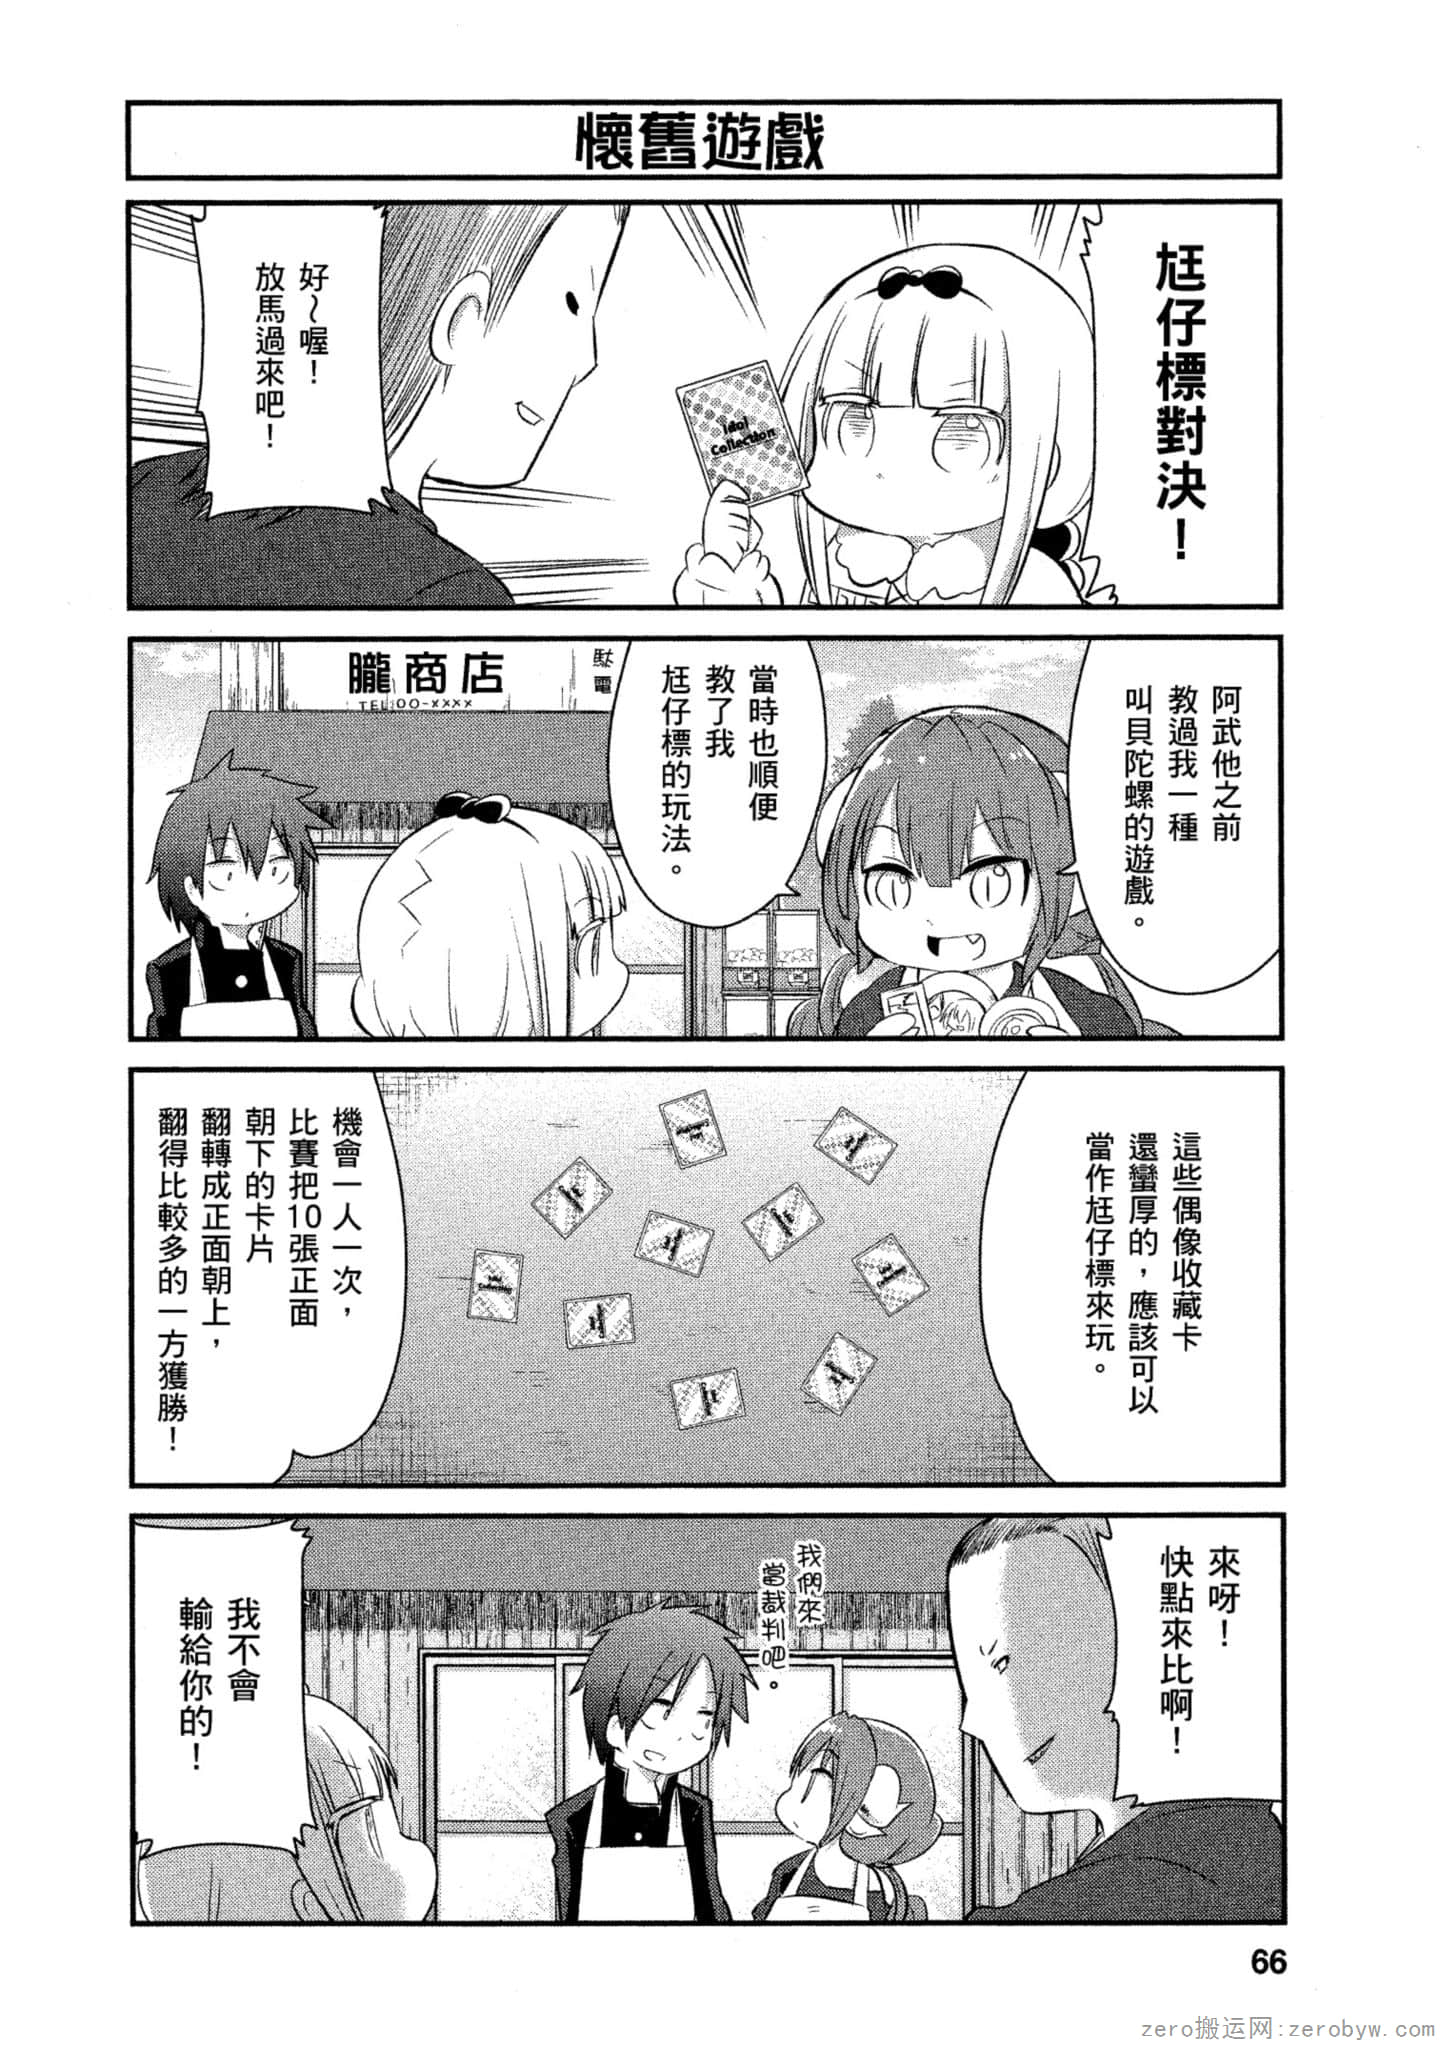 懷舊遊戲
尪仔標對決！
Idol
Collection
好～喔！
放馬過來吧！
阿武他之前
教過我一種
叫貝陀螺的遊戲。
當時也順便
教了我
尪仔標的玩法。
朧商店
TEL:OO-××××
駄
電
這些偶像收藏卡
還蠻厚的，應該可以
當作尪仔標來玩。
機會一人一次，
比賽把10張正面
朝下的卡片
翻轉成正面朝上，
翻得比較多的一方獲勝！
來呀！
快點來比啊！
我們來
當裁判吧。
我不會
輸給你的！
66
zero搬运网:zerobyw.com